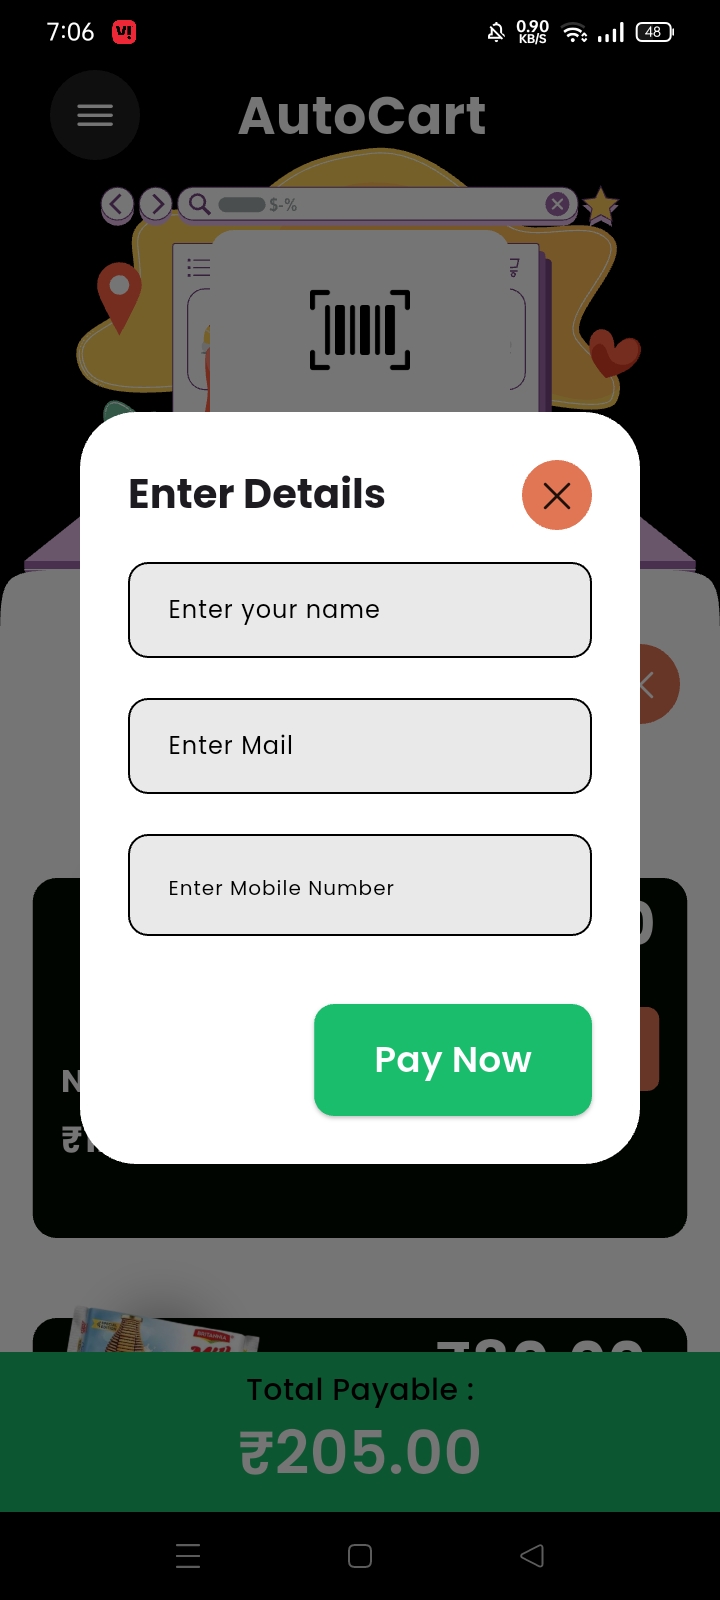 7:06
0.90
KB/S
48
AutoCart
$-%
Enter Details
Enter your name
Enter Mail
Enter Mobile Number
Pay Now
BRITANNIA
Total Payable :
₹205.00